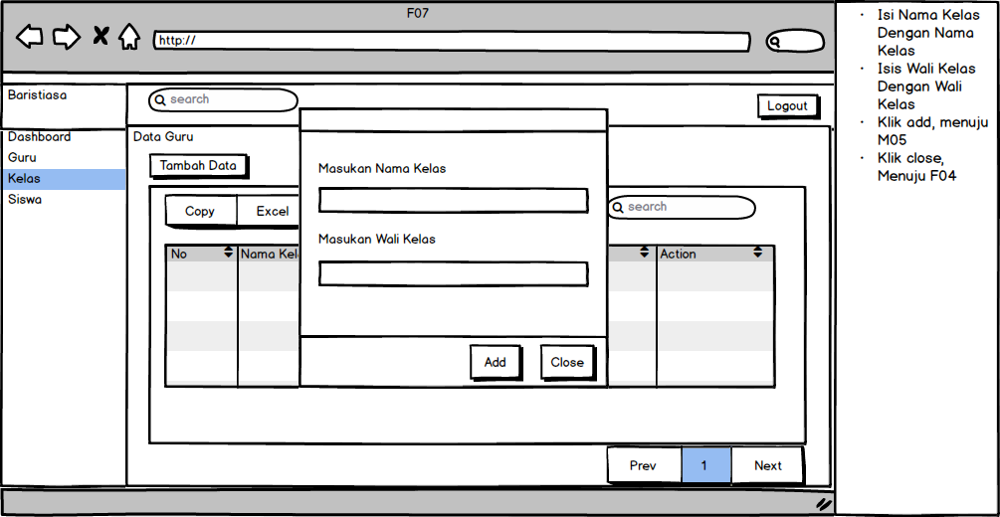 F07
http://
Baristiasa
search
Logout
Dashboard
Guru
Kelas
Siswa
Data Guru
Tambah Data
Copy
Excel
search
No
Nama Kel
Action
Masukan Nama Kelas
Masukan Wali Kelas
Add
Close
Prev
1
Next
· Isi Nama Kelas
Dengan Nama
Kelas
· Isis Wali Kelas
Dengan Wali
Kelas
· Klik add, menuju
M05
· Klik close,
Menuju F04